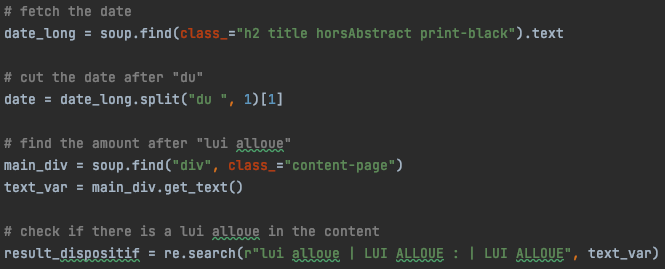 # fetch the date
date_long = soup.find(class_="h2 title horsAbstract print-black").text
# cut the date after "du"
date = date_long.split("du ", 1)[1]
# find the amount after "lui alloue"
main_div = soup.find("div", class_="content-page")
text_var = main_div.get_text()
# check if there is a lui alloue in the content
result_dispositif = re.search(r"lui alloue | LUI ALLOUE : | LUI ALLOUE", text_var)